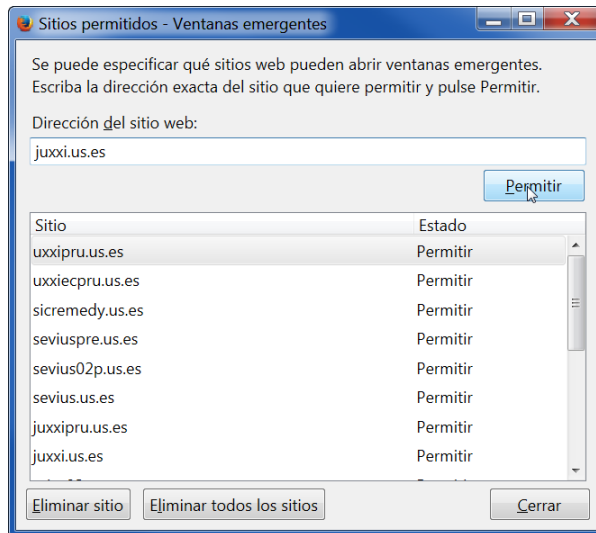 Sitios permitidos - Ventanas emergentes
Se puede especificar qué sitios web pueden abrir ventanas emergentes.
Escriba la dirección exacta del sitio que quiere permitir y pulse Permitir.
Dirección del sitio web:
juxxi.us.es
Permitir
Sitio Estado
uxxipru.us.es Permitir
uxxiecpru.us.es Permitir
sicremedy.us.es Permitir
seviuspre.us.es Permitir
sevius02p.us.es Permitir
sevius.us.es Permitir
juxxipru.us.es Permitir
juxxi.us.es Permitir
Eliminar sitio Eliminar todos los sitios Cerrar